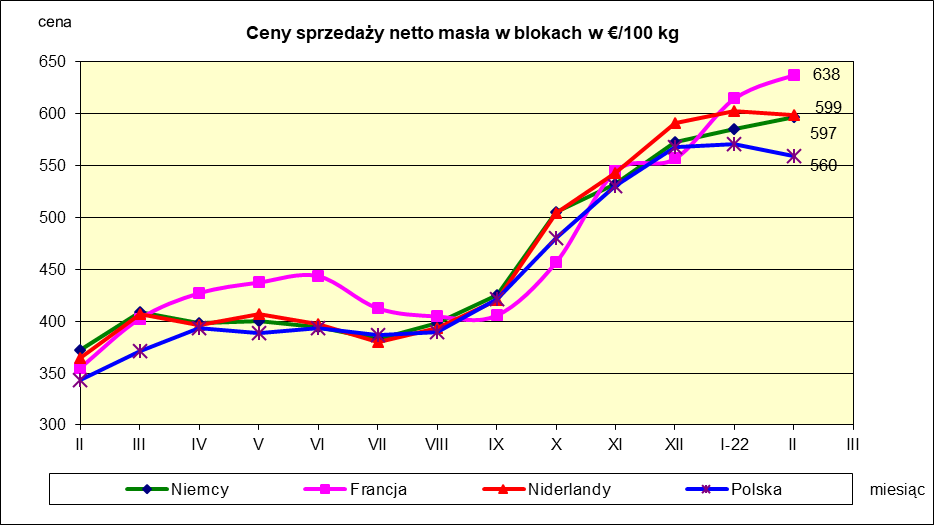 cena
Ceny sprzedaży netto masła w blokach w €/100 kg
650
600
550
500
450
400
350
300
638
599
597
560
II III IV V VI VII VIII IX X XI XII I-22 II III
Niemcy Francja Niderlandy Polska
miesiąc